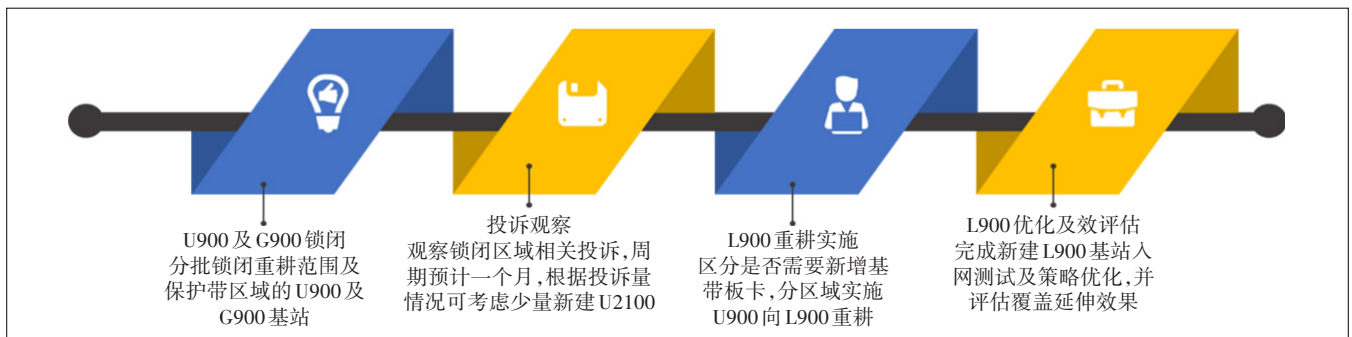 U900及G900锁闭
分批锁闭重耕范围及
保护带区域的U900及
G900基站
投诉观察
观察锁闭区域相关投诉,周
期预计一个月,根据投诉量
情况可考虑少量新建U2100
L900重耕实施
区分是否需要新增基
带板卡,分区域实施
U900向L900重耕
L900优化及效评估
完成新建L900基站入
网测试及策略优化,并
评估覆盖延伸效果